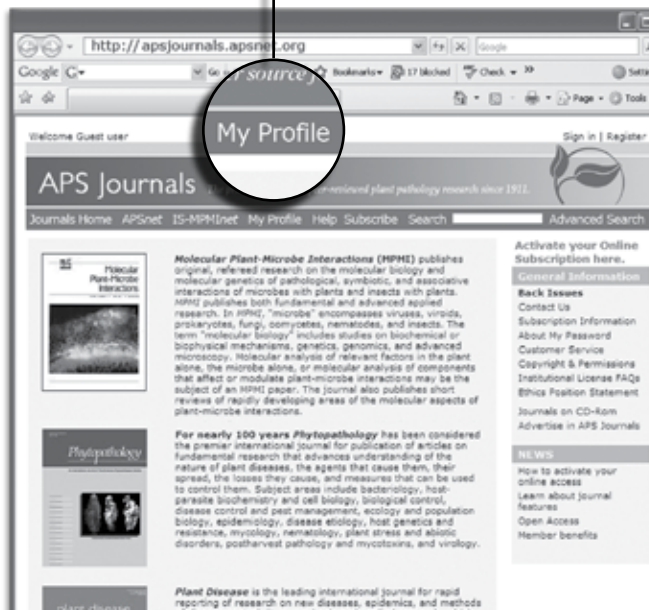 http://apsjournals.apsnet.org
Google
Google G
Go
Bookmarks
17 blocked
Check
Page
Tools
r source f
My Profile
Welcome Guest user
Sign in | Register
APS Journals
er-reviewed plant pathology research since 1911.
Journals Home APSnet IS-MPMInet My Profile Help Subscribe Search Advanced Search
Molecular
Plant-Microbe
Interactions
Molecular Plant-Microbe Interactions (MPMI) publishes
original, refereed research on the molecular biology and
molecular genetics of pathological, symbiotic, and associative
interactions of microbes with plants and insects with plants.
MPMI publishes both fundamental and advanced applied
research. In MPMI, "microbe" encompasses viruses, viroids,
prokaryotes, fungi, oomycetes, nematodes, and insects. The
term "molecular biology" includes studies on biochemical or
biophysical mechanisms, genetics, genomics, and advanced
microscopy. Molecular analysis of relevant factors in the plant
alone, the microbe alone, or molecular analysis of components
that affect or modulate plant-microbe interactions may be the
subject of an MPMI paper. The journal also publishes short
reviews of rapidly developing areas of the molecular aspects of
plant-microbe interactions.
Phytopathology
For nearly 100 years Phytopathology has been considered
the premier international journal for publication of articles on
fundamental research that advances understanding of the
nature of plant diseases, the agents that cause them, their
spread, the losses they cause, and measures that can be used
to control them. Subject areas include bacteriology, host-
parasite biochemistry and cell biology, biological control,
disease control and pest management, ecology and population
biology, epidemiology, disease etiology, host genetics and
resistance, mycology, nematology, plant stress and abiotic
disorders, postharvest pathology and mycotoxins, and virology.
plant disease
Plant Disease is the leading international journal for rapid
reporting of research on new diseases, epidemics, and methods
Activate your Online
Subscription here.
General Information
Back Issues
Contact Us
Subscription Information
About My Password
Customer Service
Copyright & Permissions
Institutional License FAQs
Ethics Position Statement
Journals on CD-Rom
Advertise in APS Journals
NEWS
How to activate your
online access
Learn about journal
features
Open Access
Member benefits